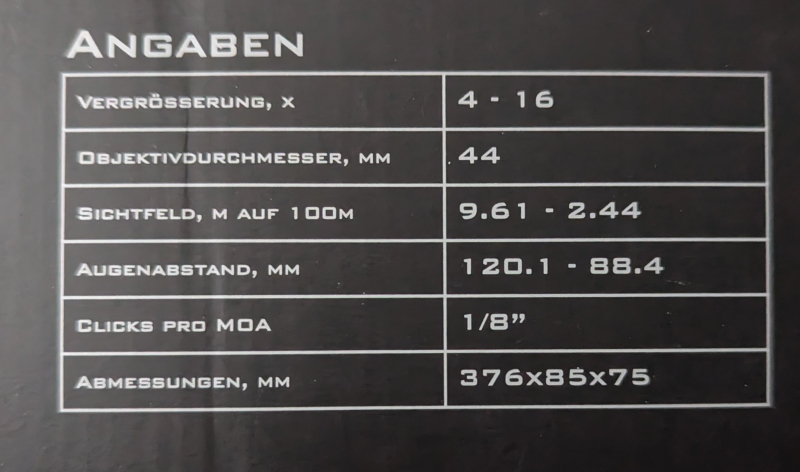 ANGABEN
VERGRÖSSERUNG, X 4 - 16
OBJEKTIVDURCHMESSER, MM 44
SICHTFELD, M AUF 100M 9.61 - 2.44
AUGENABSTAND, MM 120.1 - 88.4
CLICKS PRO MOA 1/8”
ABMESSUNGEN, MM 376x85x75